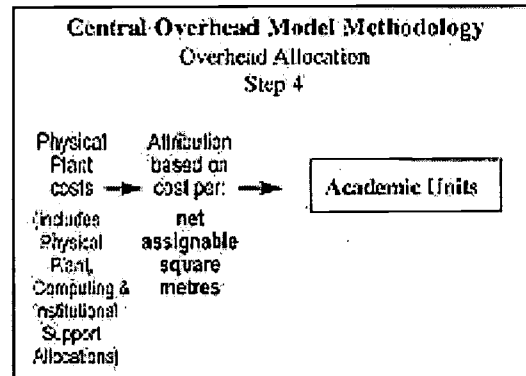 Central Overhead Model Methodology
Overhead Allocation
Step 4
Physical
Plant
costs
(includes
Physical
Plant,
Computing &
Institutional
Support
Allocations)
Attribution
based on
cost per:
net
assignable
square
metres
Academic Units